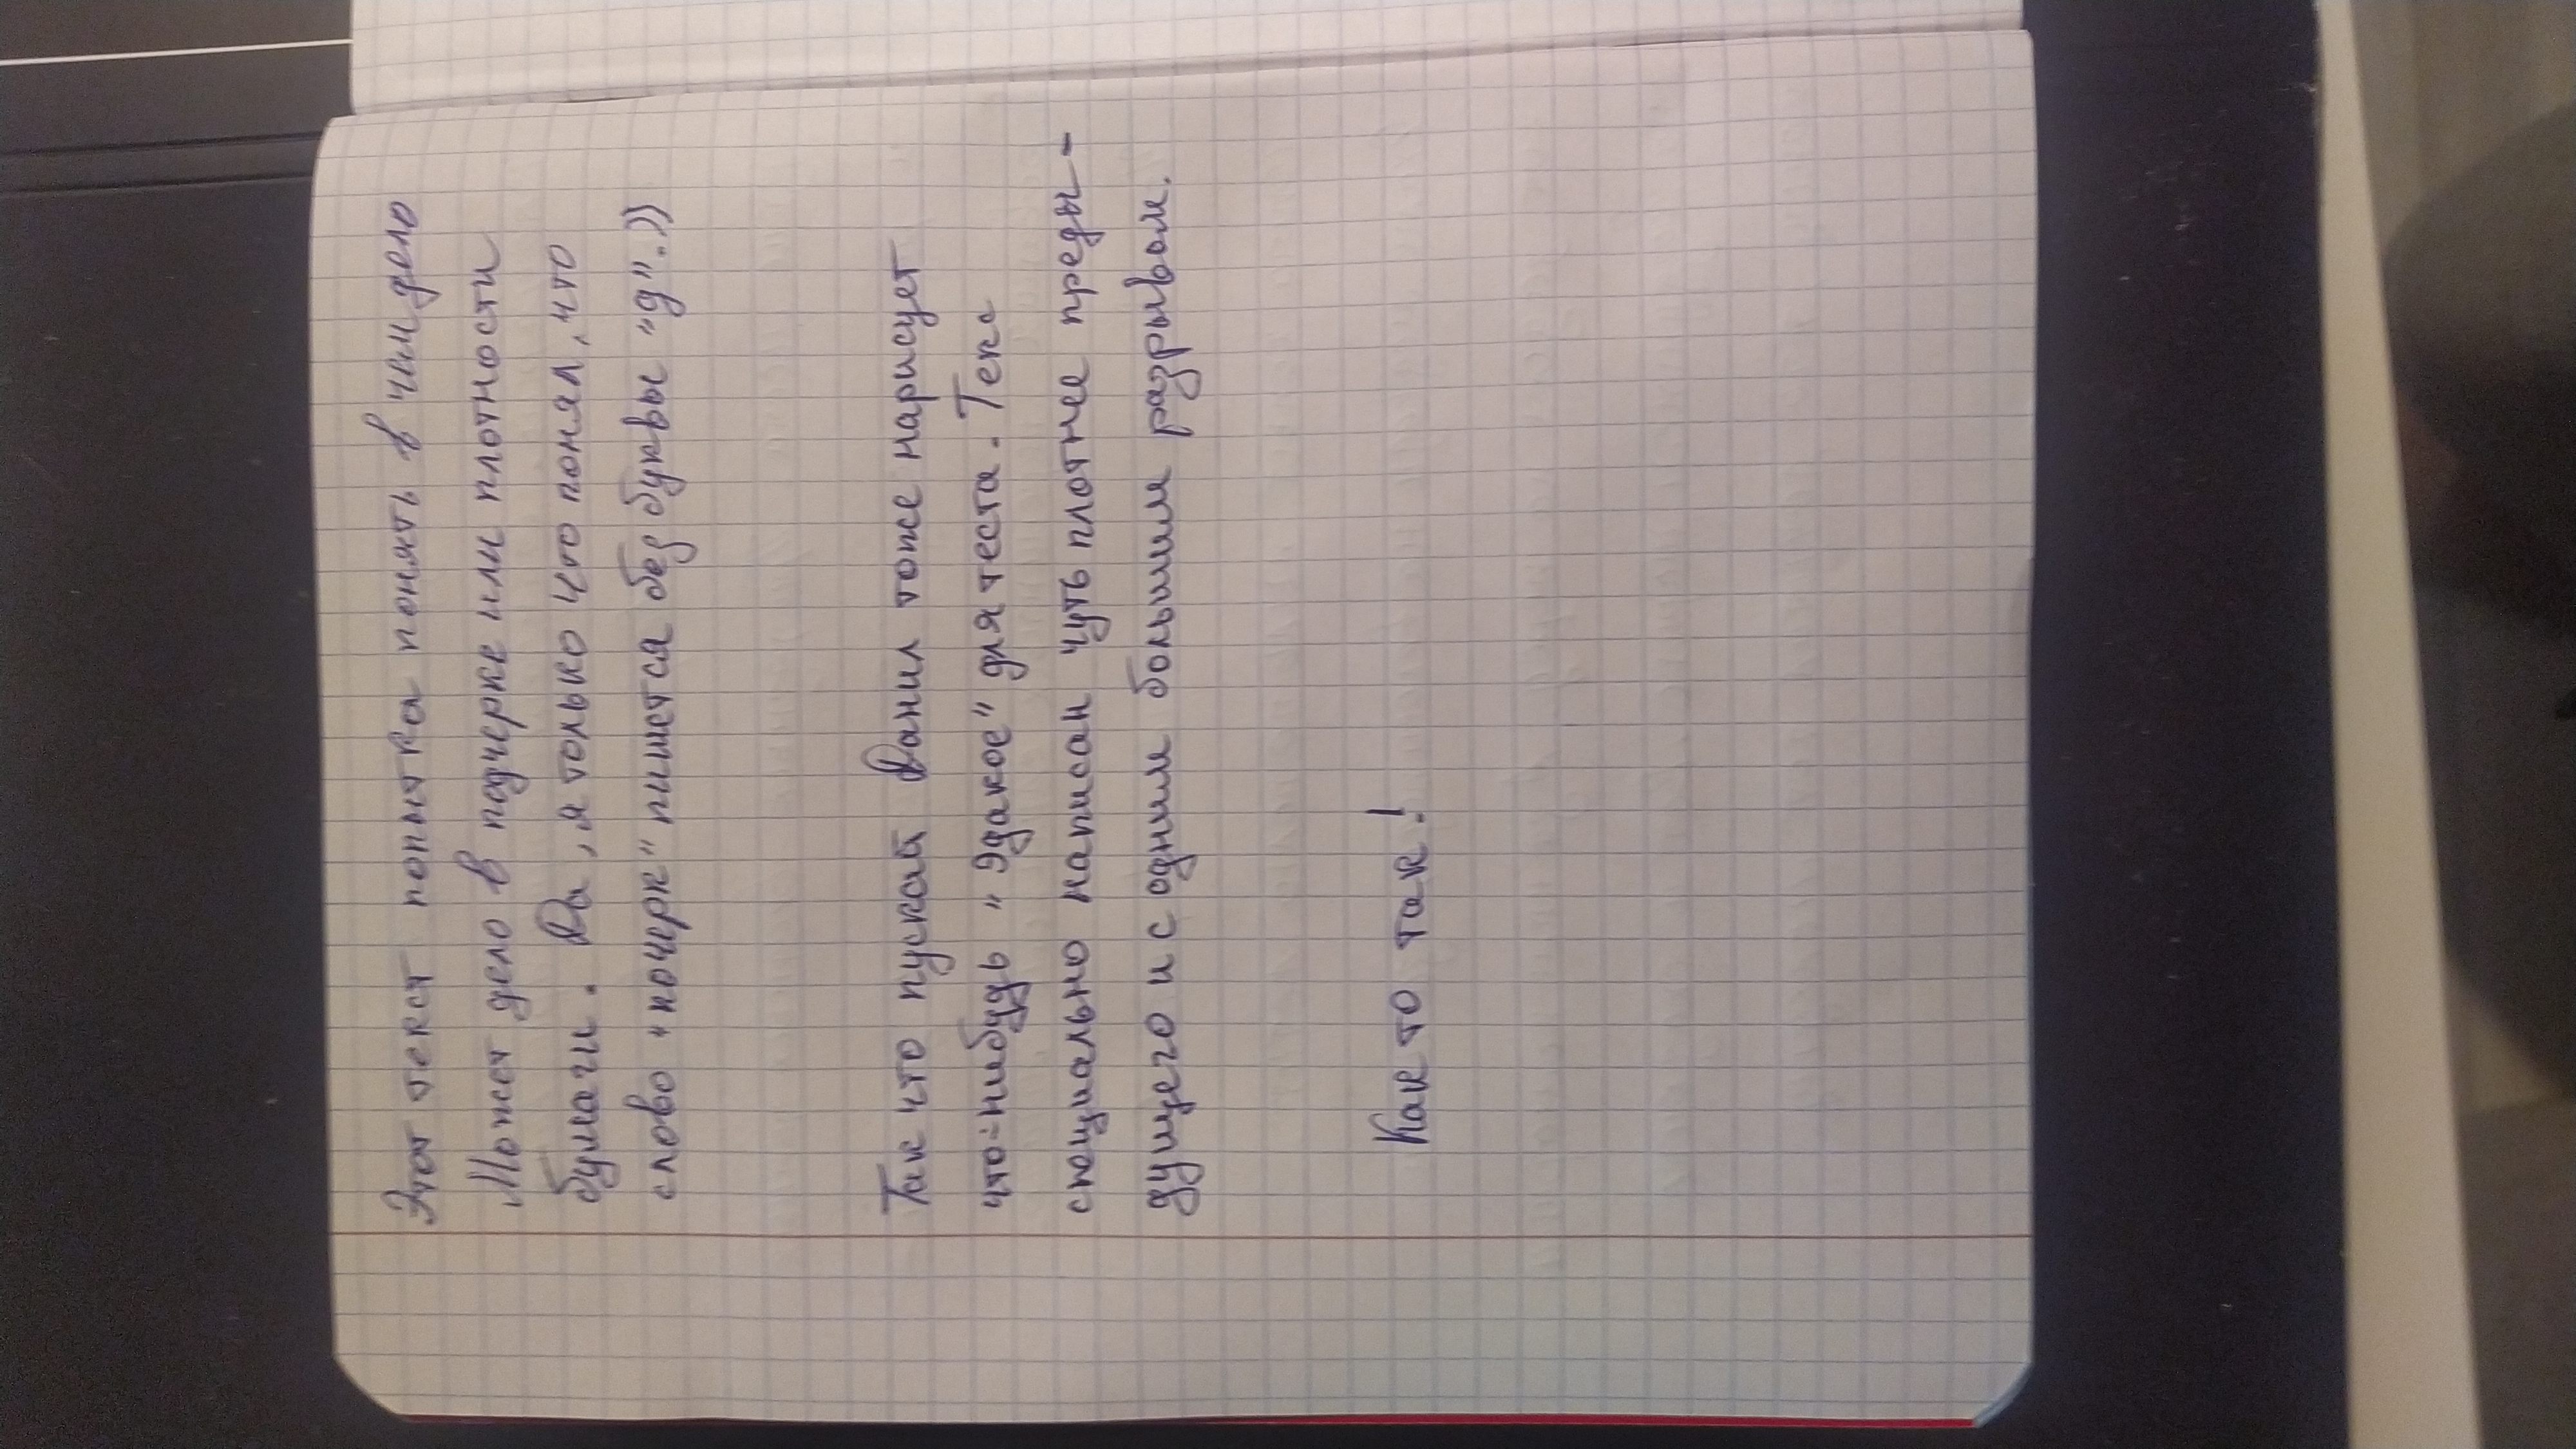 Этот текст попытка понять в чем дело
Может дело в подчерке или плотности
бумаги. Да, я только что понял, что
слово "почерк" пишется без буквы "д".))
Так что пускай Данил тоже нарисует
что-нибудь "Эдакое" для теста. Текс
специально написан чуть плотнее преды-
дущего и с одним большим разрывом.
Как то так!